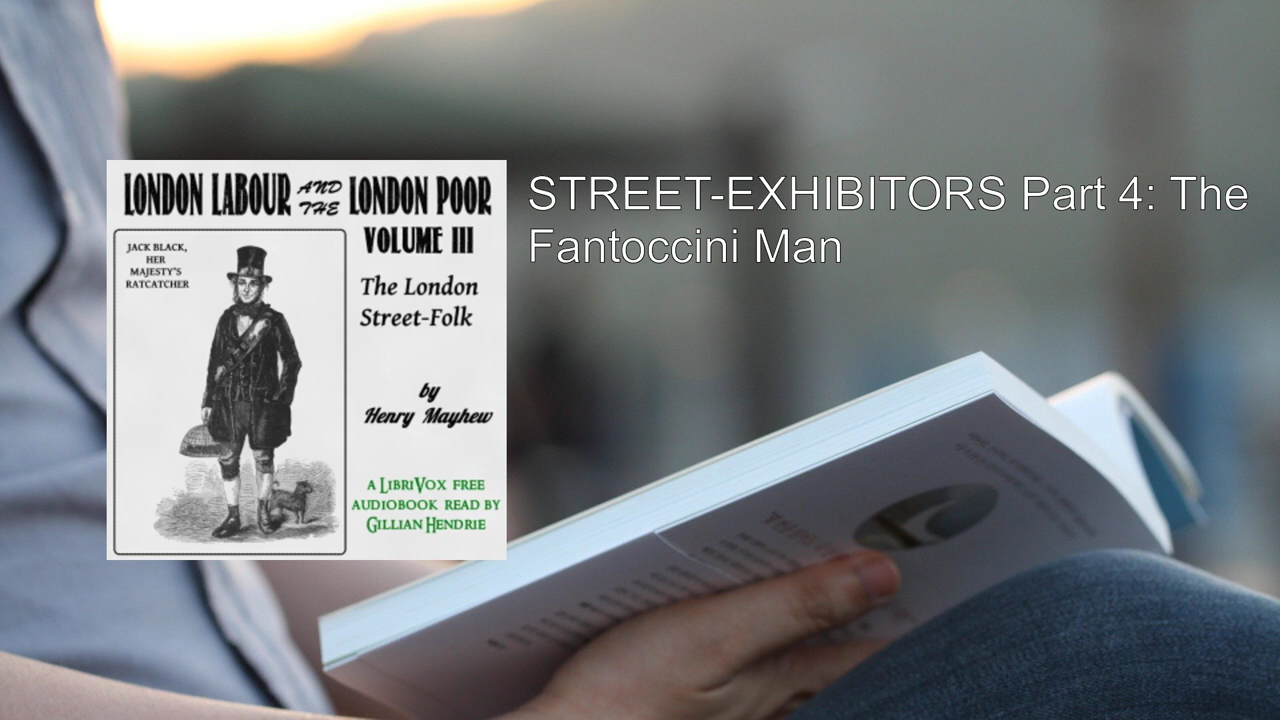 LONDON LABOUR AND THE LONDON POOR
VOLUME III
JACK BLACK,
HER
MAJESTY'S
RATCATCHER
The London
Street-Folk
by
Henry Mayhew
A LIBRIVOX FREE
AUDIOBOOK READ BY
GILLIAN HENDRIE
STREET-EXHIBITORS Part 4: The
Fantoccini Man